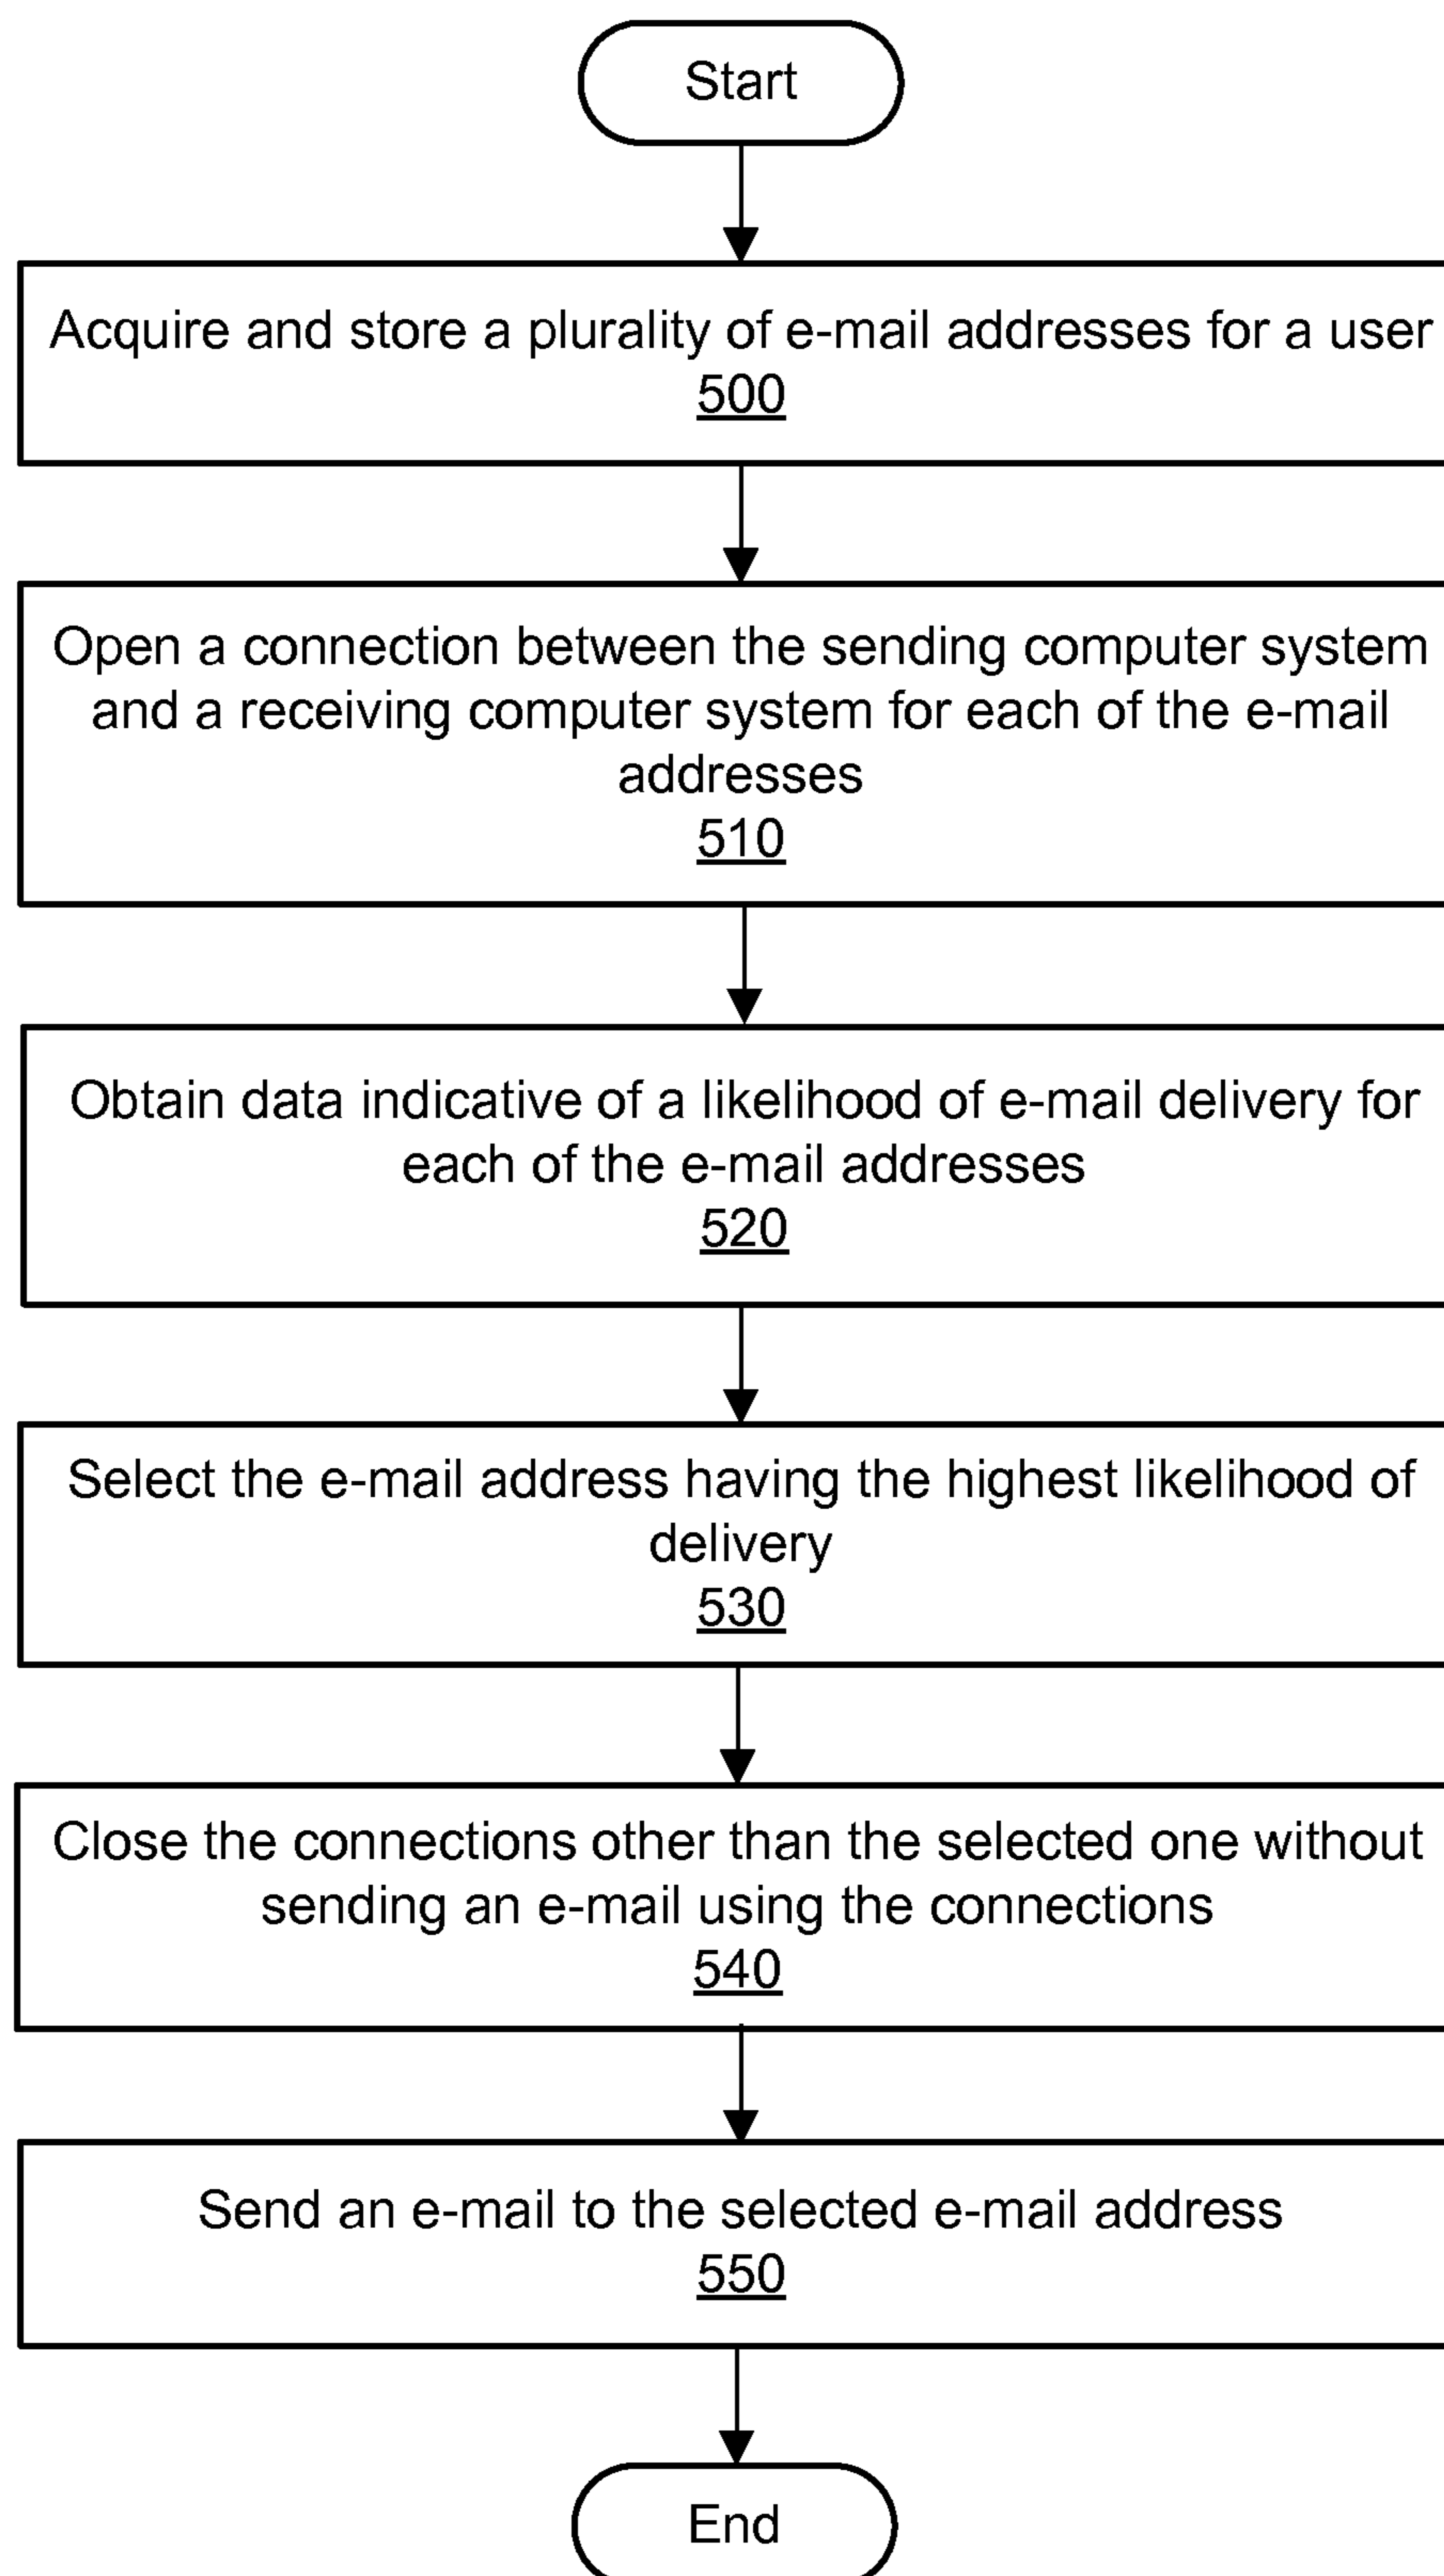 Start
Acquire and store a plurality of e-mail addresses for a user
500
Open a connection between the sending computer system
and a receiving computer system for each of the e-mail
addresses
510
Obtain data indicative of a likelihood of e-mail delivery for
each of the e-mail addresses
520
Select the e-mail address having the highest likelihood of
delivery
530
Close the connections other than the selected one without
sending an e-mail using the connections
540
Send an e-mail to the selected e-mail address
550
End